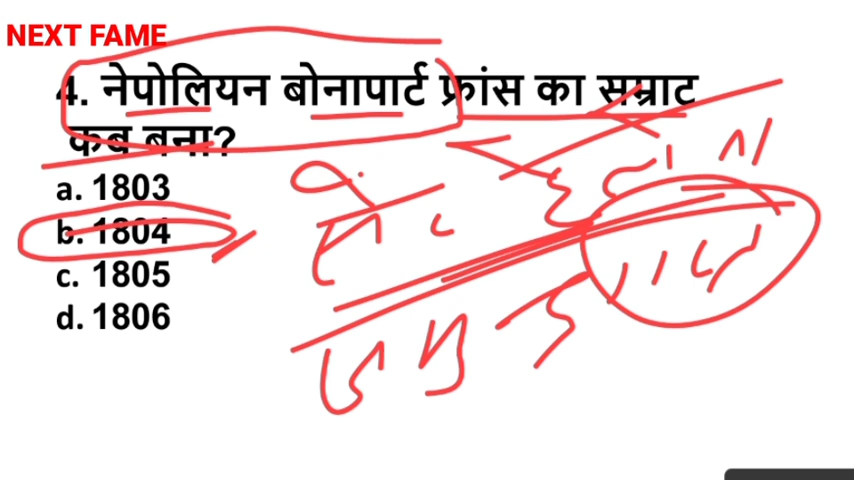 NEXT FAME
4. नेपोलियन बोनापार्ट फ्रांस का सम्राट
कब बना?
a. 1803
b. 1804
c. 1805
d. 1806